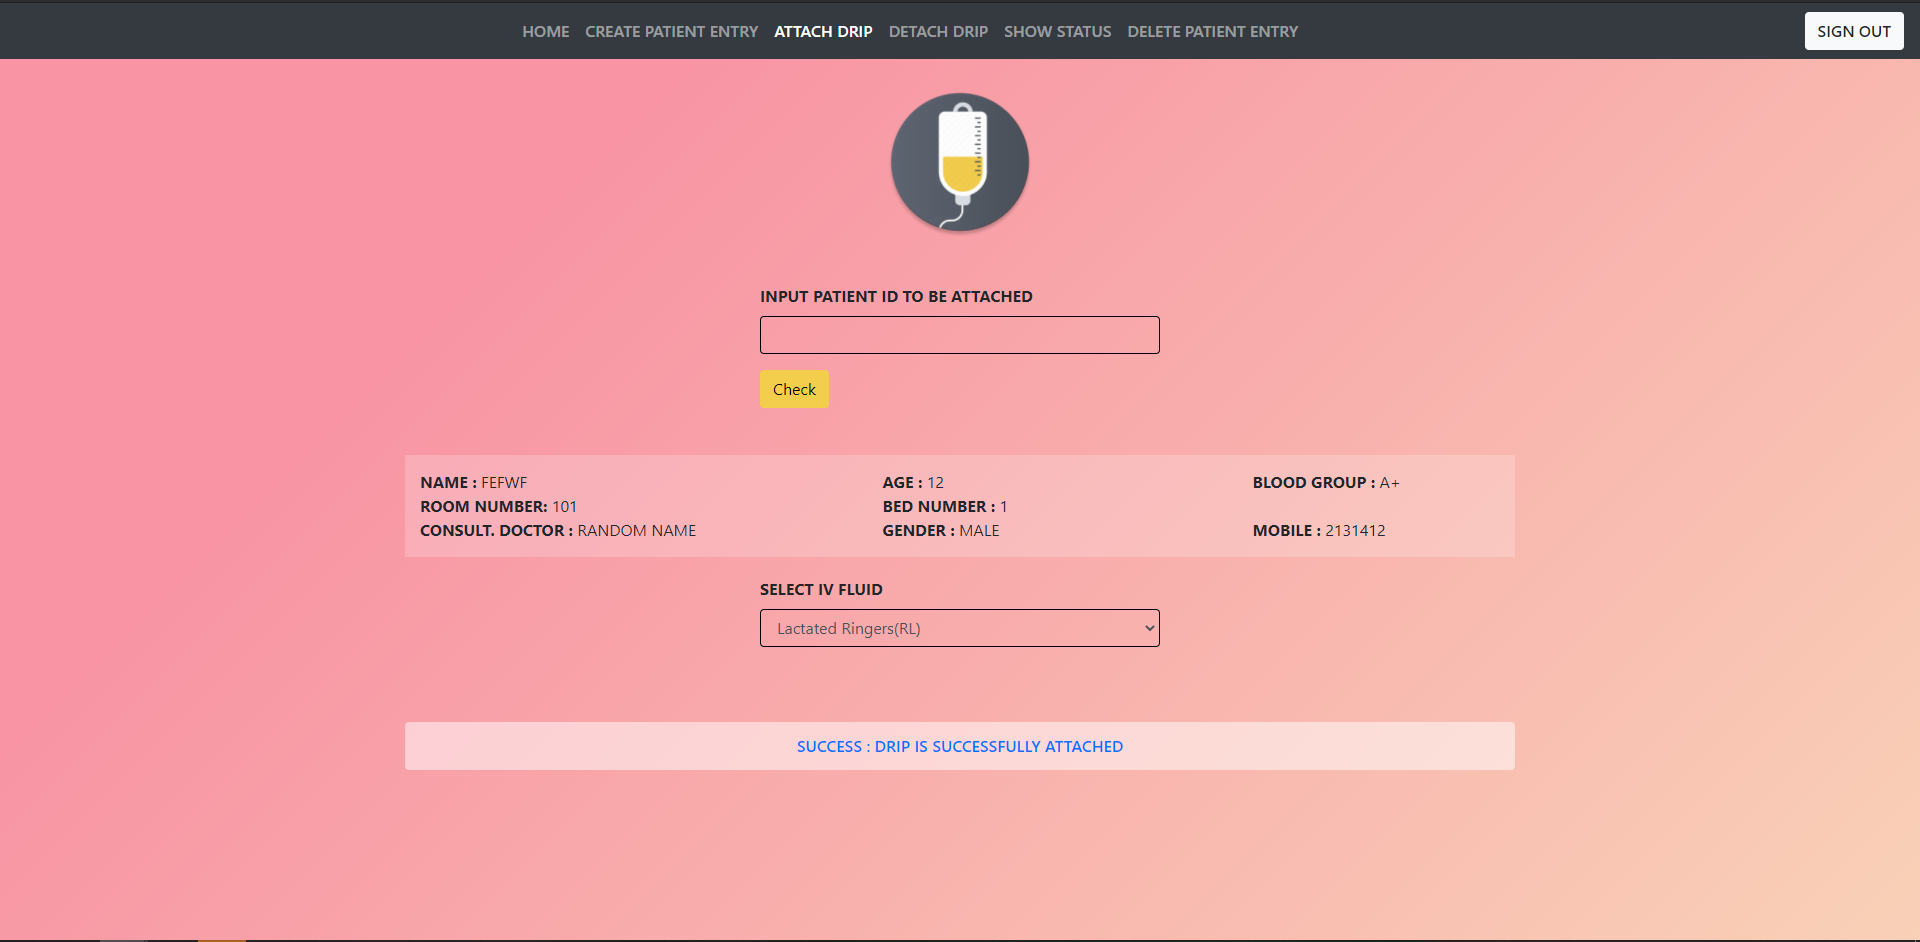 HOME CREATE PATIENT ENTRY ATTACH DRIP DETACH DRIP SHOW STATUS DELETE PATIENT ENTRY SIGN OUT
INPUT PATIENT ID TO BE ATTACHED
Check
NAME : FEFWF AGE : 12 BLOOD GROUP : A+
ROOM NUMBER: 101 BED NUMBER : 1
CONSULT. DOCTOR : RANDOM NAME GENDER : MALE MOBILE : 2131412
SELECT IV FLUID
Lactated Ringers(RL)
SUCCESS : DRIP IS SUCCESSFULLY ATTACHED